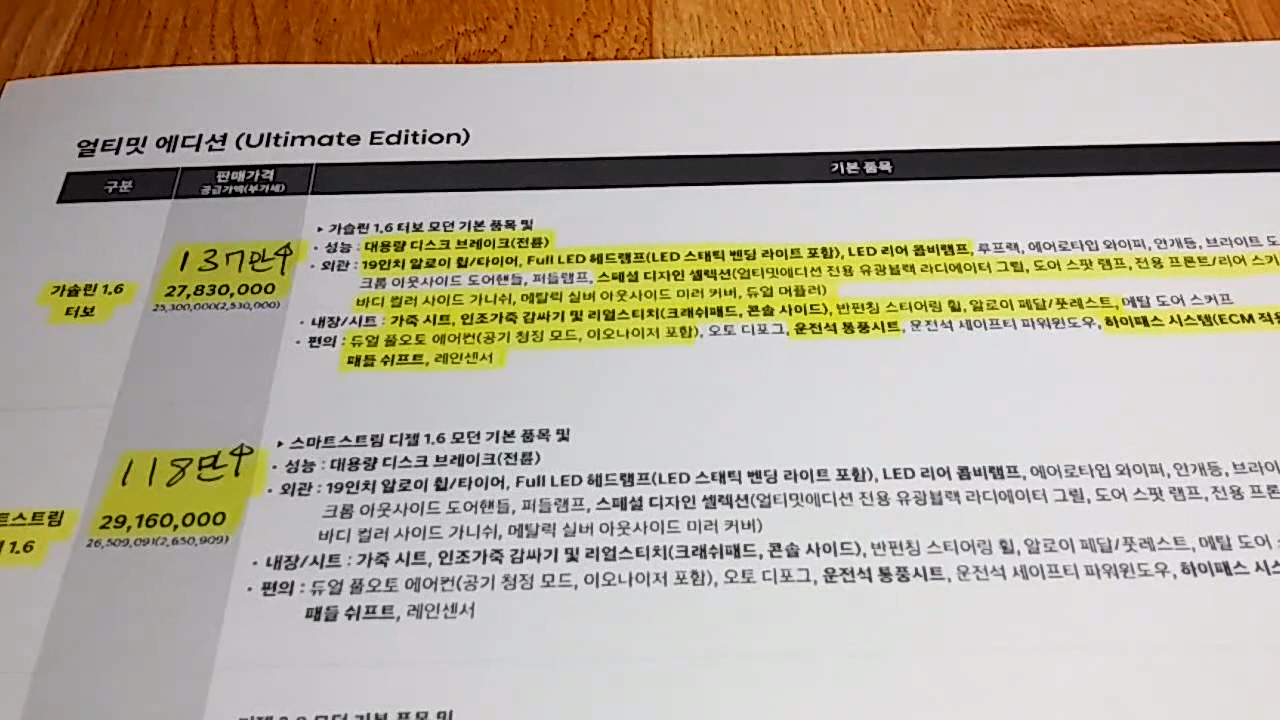 얼티밋 에디션 (Ultimate Edition)
구분
판매가격
공급가액(부가세)
기본 품목
137만↑
가솔린 1.6
터보
27,830,000
25,300,000(2,530,000)
▸ 가솔린 1.6 터보 모던 기본 품목 및
• 성능 : 대용량 디스크 브레이크(전륜)
• 외관 : 19인치 알로이 휠/타이어, Full LED 헤드램프(LED 스태틱 벤딩 라이트 포함), LED 리어 콤비램프, 루프랙, 에어로타입 와이퍼, 안개등, 브라이트 도
크롬 아웃사이드 도어핸들, 퍼들램프, 스페셜 디자인 셀렉션(얼티밋에디션 전용 유광블랙 라디에이터 그릴, 도어 스팟 램프, 전용 프론트/리어 스키
바디 컬러 사이드 가니쉬, 메탈릭 실버 아웃사이드 미러 커버, 듀얼 머플러)
• 내장/시트 : 가죽 시트, 인조가죽 감싸기 및 리얼스티치(크래쉬패드, 콘솔 사이드), 반펀칭 스티어링 휠, 알로이 페달/풋레스트, 메탈 도어 스커프
• 편의 : 듀얼 풀오토 에어컨(공기 청정 모드, 이오나이저 포함), 오토 디포그, 운전석 통풍시트, 운전석 세이프티 파워윈도우, 하이패스 시스템(ECM 적용
패들 쉬프트, 레인센서
118만↑
트스트림
1.6
29,160,000
26,509,091(2,650,909)
▸ 스마트스트림 디젤 1.6 모던 기본 품목 및
• 성능 : 대용량 디스크 브레이크(전륜)
• 외관 : 19인치 알로이 휠/타이어, Full LED 헤드램프(LED 스태틱 벤딩 라이트 포함), LED 리어 콤비램프, 에어로타입 와이퍼, 안개등, 브라이
크롬 아웃사이드 도어핸들, 퍼들램프, 스페셜 디자인 셀렉션(얼티밋에디션 전용 유광블랙 라디에이터 그릴, 도어 스팟 램프, 전용 프론
바디 컬러 사이드 가니쉬, 메탈릭 실버 아웃사이드 미러 커버)
• 내장/시트 : 가죽 시트, 인조가죽 감싸기 및 리얼스티치(크래쉬패드, 콘솔 사이드), 반펀칭 스티어링 휠, 알로이 페달/풋레스트, 메탈 도어
• 편의 : 듀얼 풀오토 에어컨(공기 청정 모드, 이오나이저 포함), 오토 디포그, 운전석 통풍시트, 운전석 세이프티 파워윈도우, 하이패스 시스
패들 쉬프트, 레인센서
모던 기본 품목 및